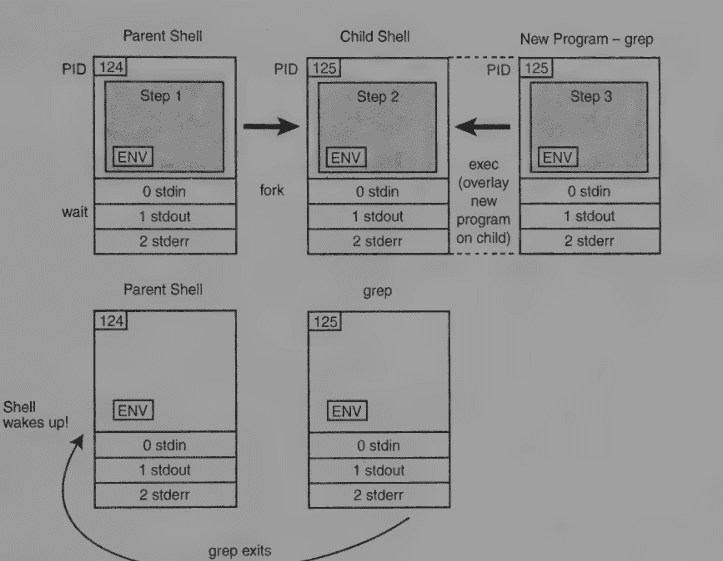 Parent Shell
Child Shell
New Program – grep
PID 124
PID 125
PID 125
Step 1
Step 2
Step 3
ENV
ENV
ENV
wait
fork
exec
(overlay
new
program
on child)
0 stdin
1 stdout
2 stderr
0 stdin
1 stdout
2 stderr
0 stdin
1 stdout
2 stderr
Parent Shell
grep
124
125
ENV
ENV
Shell
wakes up!
0 stdin
1 stdout
2 stderr
0 stdin
1 stdout
2 stderr
grep exits